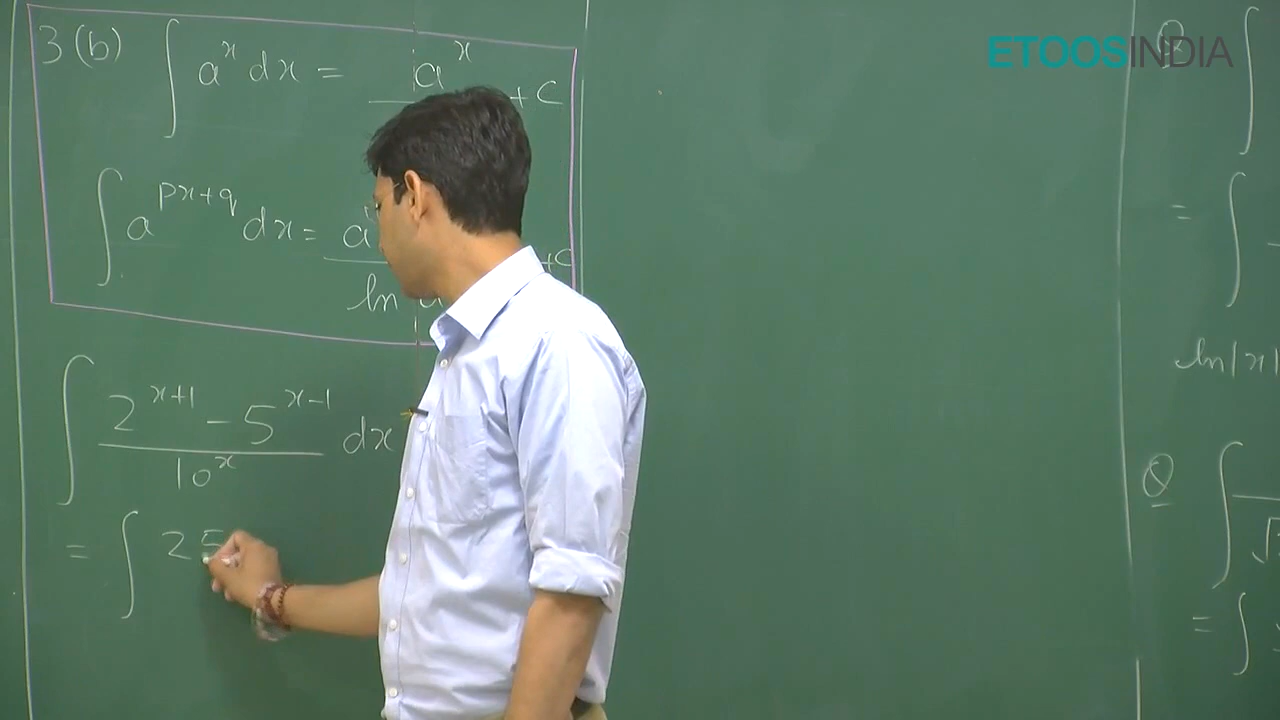 3 (b) ∫ a^x dx = a^x + c
∫ a^(px+q) dx = a + c
ln a
∫ (2^(x+1) - 5^(x-1)) / 10^x dx
= ∫ 2 5
ETOOSINDIA
Q ∫
= ∫
ln|x|
Q ∫
√
= ∫